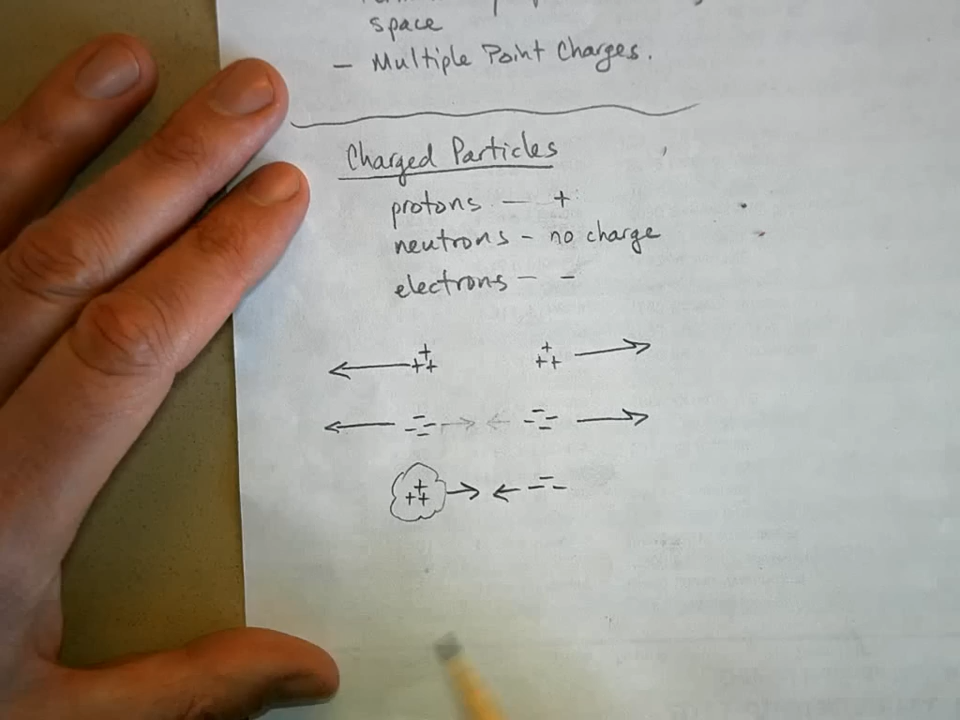 space
— Multiple Point Charges.
Charged Particles
protons — +
neutrons – no charge
electrons — -
+ +
++ ++